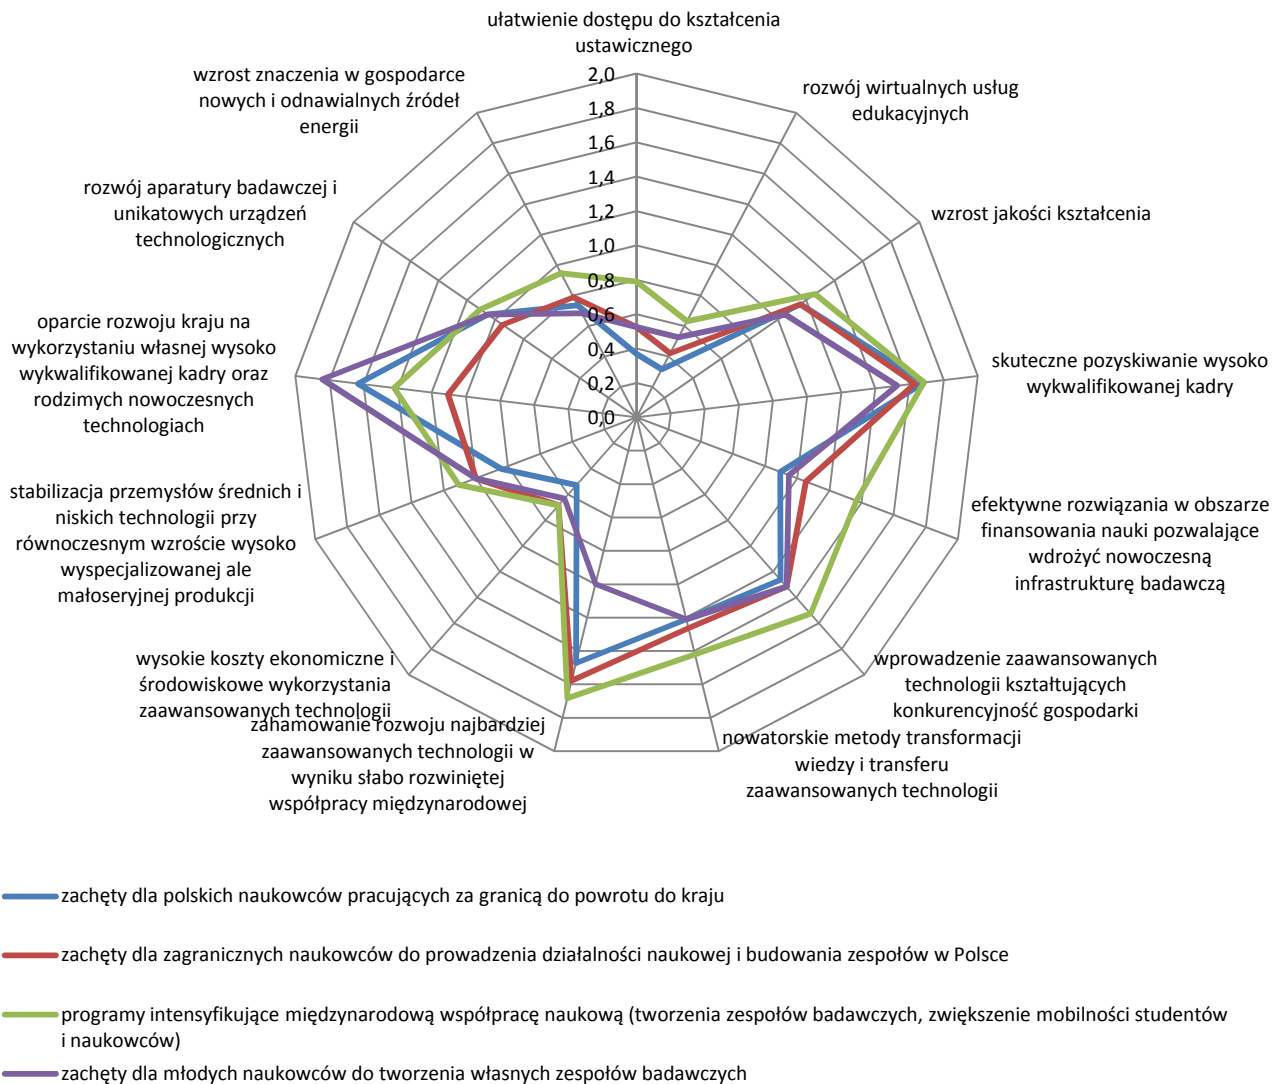 ułatwienie dostępu do kształcenia
ustawicznego
rozwój wirtualnych usług
edukacyjnych
wzrost jakości kształcenia
skuteczne pozyskiwanie wysoko
wykwalifikowanej kadry
efektywne rozwiązania w obszarze
finansowania nauki pozwalające
wdrożyć nowoczesną
infrastrukturę badawczą
wprowadzenie zaawansowanych
technologii kształtujących
konkurencyjność gospodarki
nowatorskie metody transformacji
wiedzy i transferu
zaawansowanych technologii
zahamowanie rozwoju najbardziej
zaawansowanych technologii w
wyniku słabo rozwiniętej
współpracy międzynarodowej
wysokie koszty ekonomiczne i
środowiskowe wykorzystania
zaawansowanych technologii
stabilizacja przemysłów średnich i
niskich technologii przy
równoczesnym wzroście wysoko
wyspecjalizowanej ale
małoseryjnej produkcji
oparcie rozwoju kraju na
wykorzystaniu własnej wysoko
wykwalifikowanej kadry oraz
rodzimych nowoczesnych
technologiach
rozwój aparatury badawczej i
unikatowych urządzeń
technologicznych
wzrost znaczenia w gospodarce
nowych i odnawialnych źródeł
energii
2,0
1,8
1,6
1,4
1,2
1,0
0,8
0,6
0,4
0,2
0,0
zachęty dla polskich naukowców pracujących za granicą do powrotu do kraju
zachęty dla zagranicznych naukowców do prowadzenia działalności naukowej i budowania zespołów w Polsce
programy intensyfikujące międzynarodową współpracę naukową (tworzenia zespołów badawczych, zwiększenie mobilności studentów
i naukowców)
zachęty dla młodych naukowców do tworzenia własnych zespołów badawczych